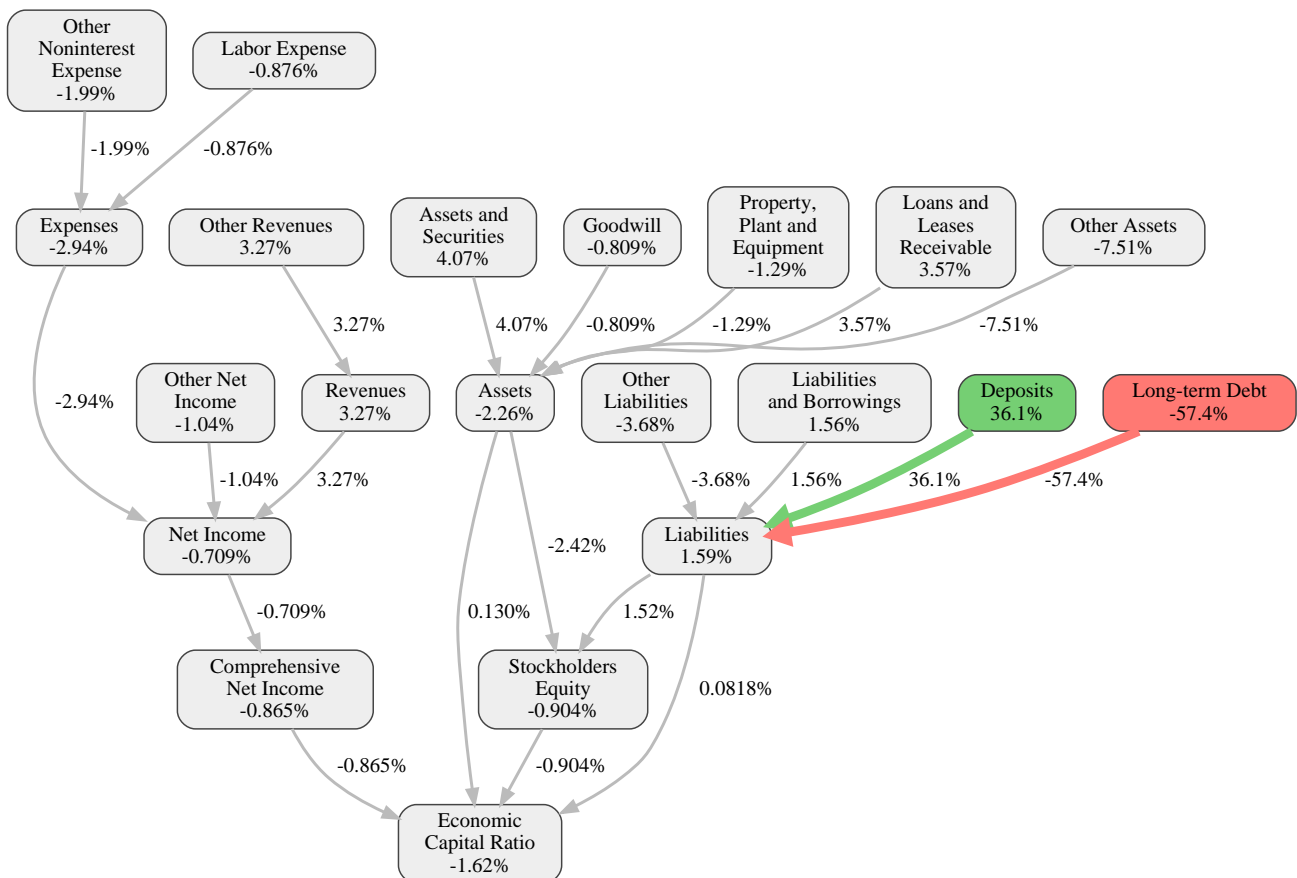 Other
Noninterest
Expense
-1.99%
Labor Expense
-0.876%
-1.99%
-0.876%
Expenses
-2.94%
Other Revenues
3.27%
Assets and
Securities
4.07%
Goodwill
-0.809%
Property,
Plant and
Equipment
-1.29%
Loans and
Leases
Receivable
3.57%
Other Assets
-7.51%
3.27%
4.07%
-0.809%
-1.29%
3.57%
-7.51%
-2.94%
Other Net
Income
-1.04%
Revenues
3.27%
Assets
-2.26%
Other
Liabilities
-3.68%
Liabilities
and Borrowings
1.56%
Deposits
36.1%
Long-term Debt
-57.4%
-1.04%
3.27%
-3.68%
1.56%
36.1%
-57.4%
Net Income
-0.709%
-2.42%
Liabilities
1.59%
-0.709%
0.130%
1.52%
Comprehensive
Net Income
-0.865%
Stockholders
Equity
-0.904%
0.0818%
-0.865%
-0.904%
Economic
Capital Ratio
-1.62%